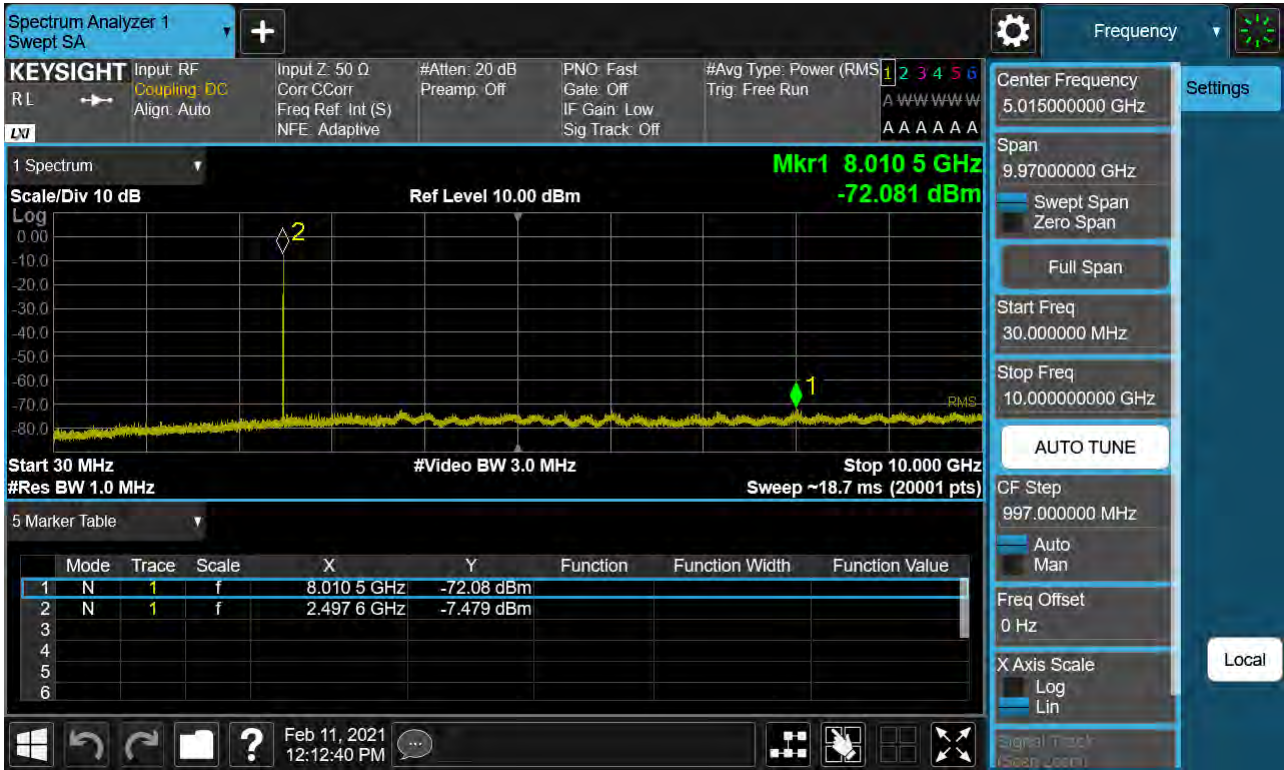 Spectrum Analyzer 1
Swept SA
Frequency
KEYSIGHT
RL
LXI
Input: RF
Coupling: DC
Align: Auto
Input Z: 50 Ω
Corr CCorr
Freq Ref: Int (S)
NFE: Adaptive
#Atten: 20 dB
Preamp: Off
PNO: Fast
Gate: Off
IF Gain: Low
Sig Track: Off
#Avg Type: Power (RMS
Trig: Free Run
1 2 3 4 5 6
A W W W W W
A A A A A A
1 Spectrum
Mkr1 8.010 5 GHz
Scale/Div 10 dB
Ref Level 10.00 dBm
-72.081 dBm
Log
0.00
-10.0
-20.0
-30.0
-40.0
-50.0
-60.0
-70.0
-80.0
2
1
RMS
Start 30 MHz
#Video BW 3.0 MHz
Stop 10.000 GHz
#Res BW 1.0 MHz
Sweep ~18.7 ms (20001 pts)
5 Marker Table
Mode Trace Scale X Y Function Function Width Function Value
1 N 1 f 8.010 5 GHz -72.08 dBm
2 N 1 f 2.497 6 GHz -7.479 dBm
3
4
5
6
Feb 11, 2021
12:12:40 PM
Center Frequency
5.015000000 GHz
Settings
Span
9.97000000 GHz
Swept Span
Zero Span
Full Span
Start Freq
30.000000 MHz
Stop Freq
10.000000000 GHz
AUTO TUNE
CF Step
997.000000 MHz
Auto
Man
Freq Offset
0 Hz
X Axis Scale
Log
Lin
Local
Signal Track
(Span Zoom)